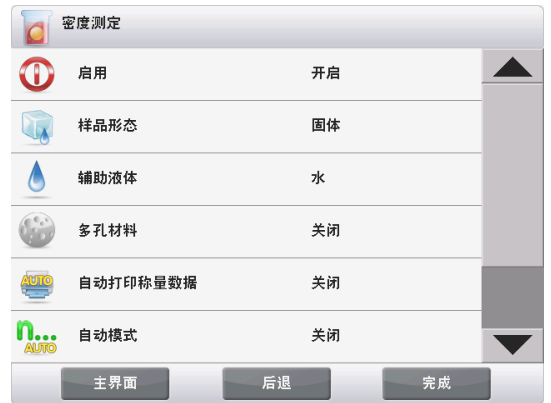 密度测定
启用 开启
样品形态 固体
辅助液体 水
多孔材料 关闭
AUTO 自动打印称量数据 关闭
n... AUTO 自动模式 关闭
主界面 后退 完成